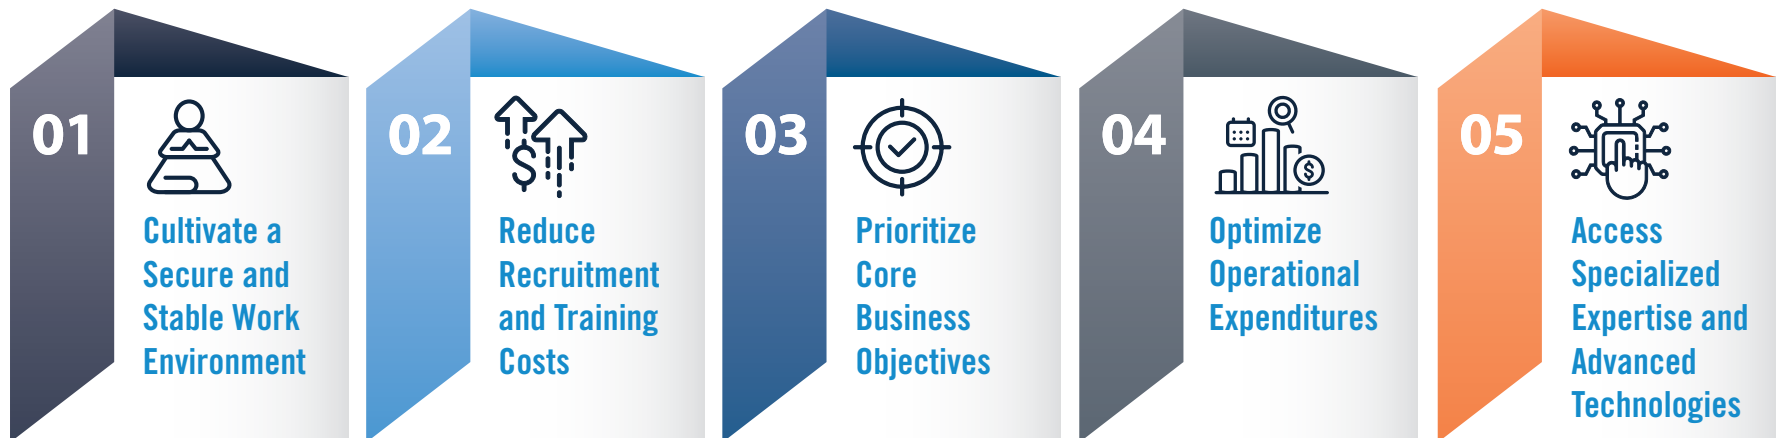 01
Cultivate a
Secure and
Stable Work
Environment
02
Reduce
Recruitment
and Training
Costs
$
03
Prioritize
Core
Business
Objectives
04
$
Optimize
Operational
Expenditures
05
Access
Specialized
Expertise and
Advanced
Technologies